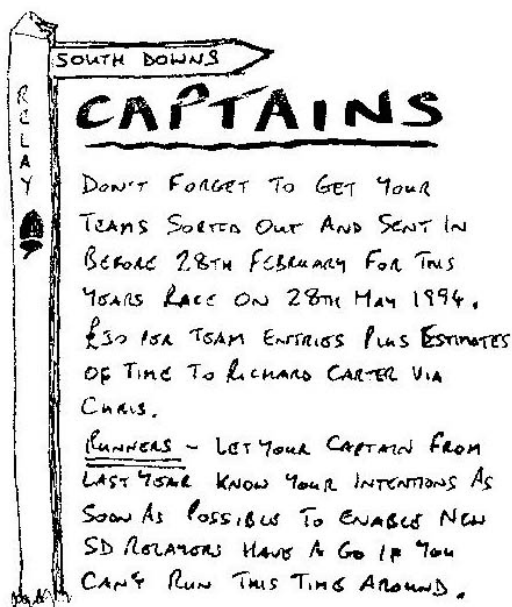 SOUTH DOWNS
RELAY
CAPTAINS
DON'T FORGET TO GET YOUR
TEAMS SORTED OUT AND SENT IN
BEFORE 28TH FEBRUARY FOR THIS
YEARS RACE ON 28TH MAY 1994.
£30 PER TEAM ENTRIES PLUS ESTIMATES
OF TIME TO RICHARD CARTER VIA
CHRIS.
RUNNERS - LET YOUR CAPTAIN FROM
LAST YEAR KNOW YOUR INTENTIONS AS
SOON AS POSSIBLE TO ENABLE NEW
SD RELAYERS HAVE A GO IF YOU
CAN'T RUN THIS TIME AROUND.